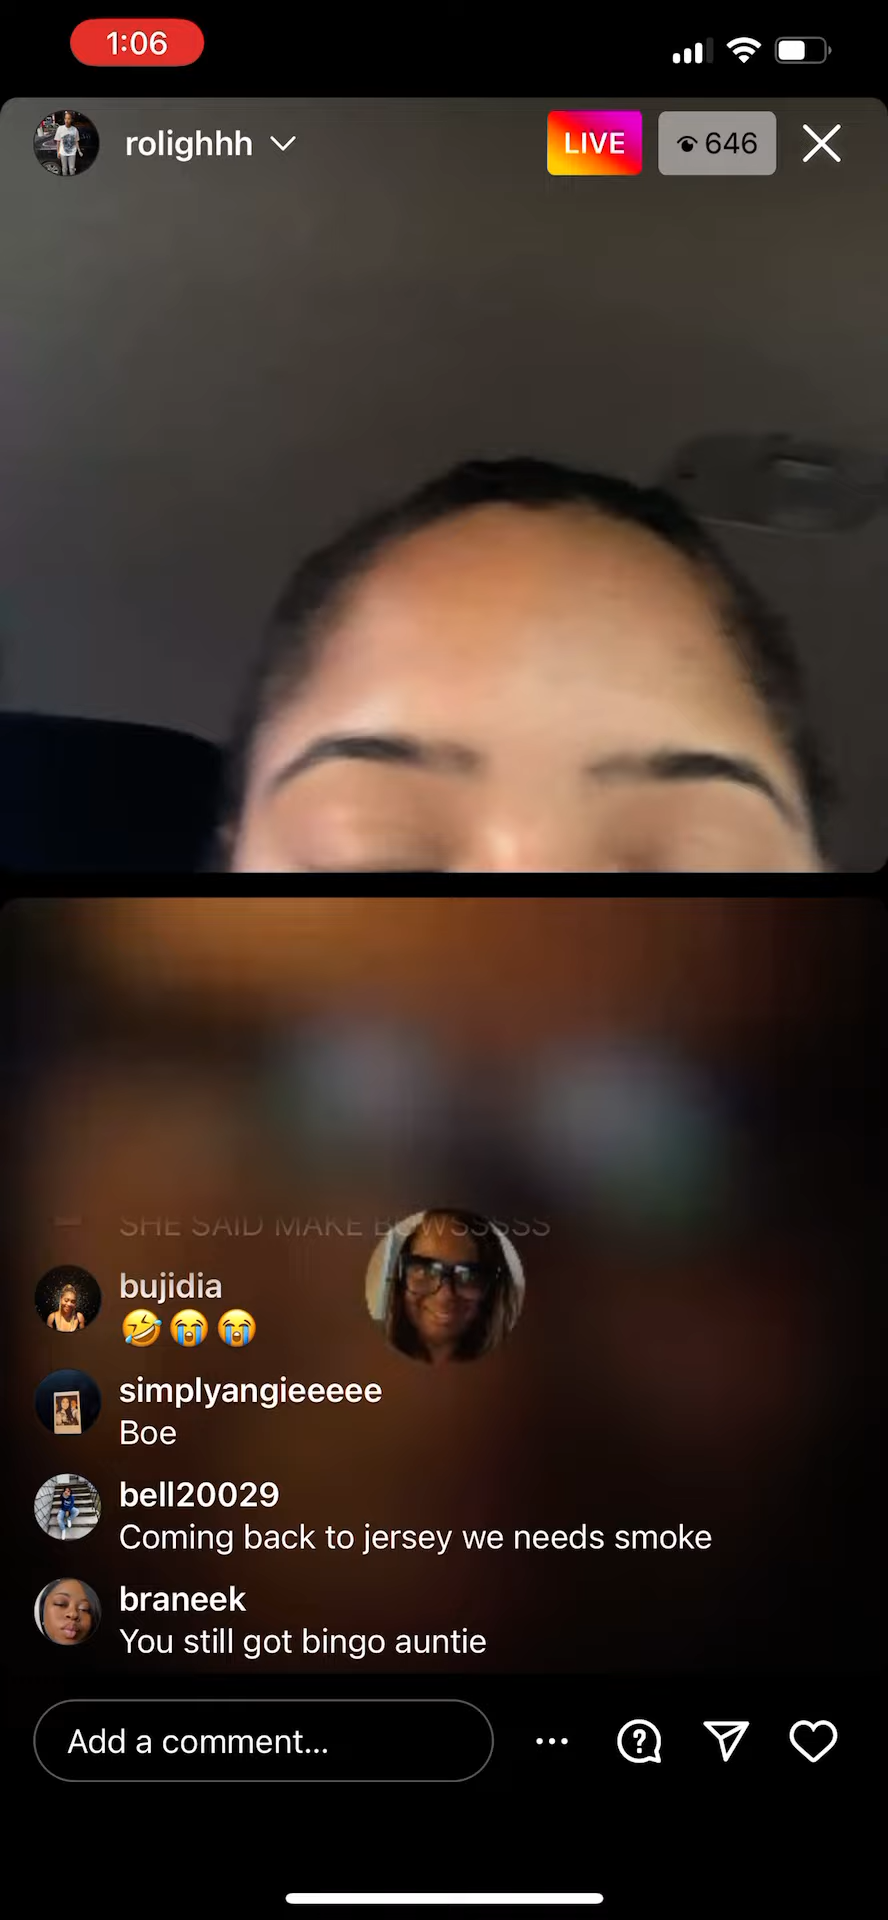 1:06
rolighhh
LIVE
646
SHE SAID MAKE BOWSSSSS
bujidia
🤣😭😭
simplyangieeeee
Boe
bell20029
Coming back to jersey we needs smoke
braneek
You still got bingo auntie
Add a comment...